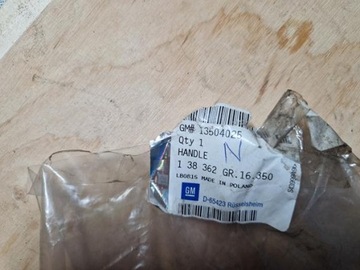 GM# 13504025
Qty 1
HANDLE
N
1 38 362 GR.16.350
LB0815 MADE IN POLAND
GM
D-65423 Rüsselsheim